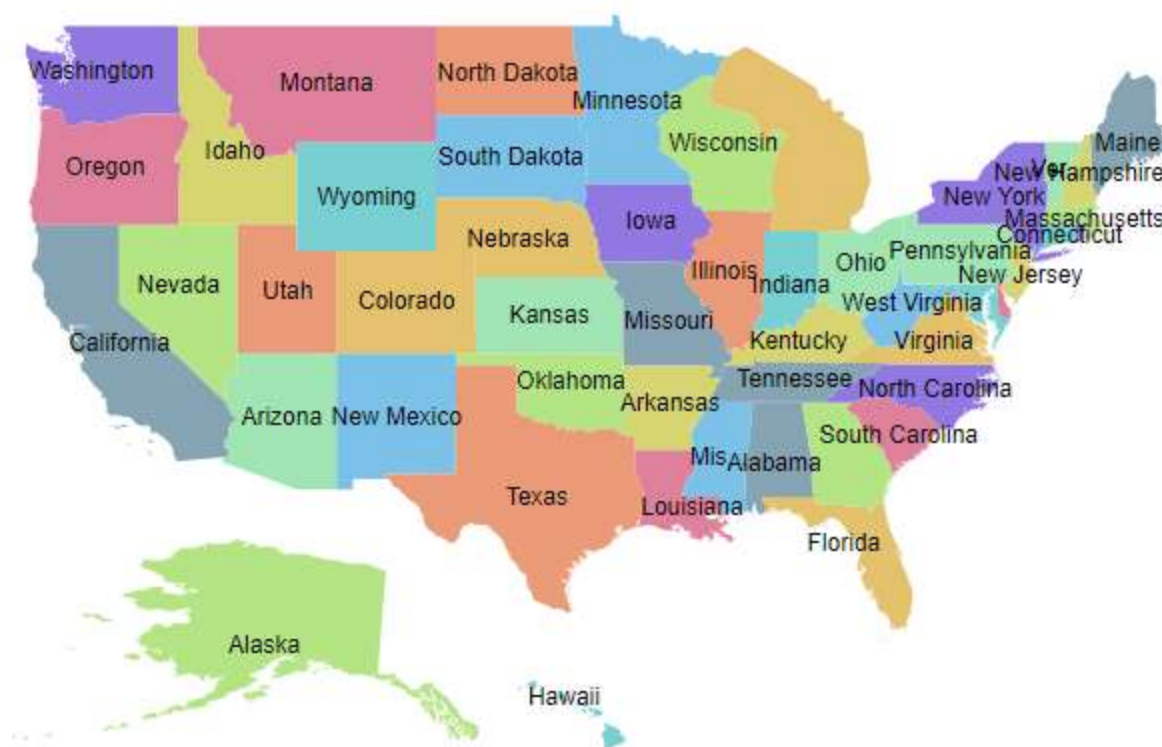 Washington
Montana
North Dakota
Minnesota
Maine
Oregon
Idaho
South Dakota
Wisconsin
Ver
New Hampshire
Wyoming
New York
Iowa
Massachusetts
Connecticut
Nebraska
Pennsylvania
Nevada
Utah
Colorado
Illinois
Indiana
Ohio
New Jersey
Kansas
Missouri
West Virginia
California
Kentucky
Virginia
Oklahoma
Tennessee
North Carolina
Arizona
New Mexico
Arkansas
South Carolina
Mis
Alabama
Texas
Louisiana
Florida
Alaska
Hawaii